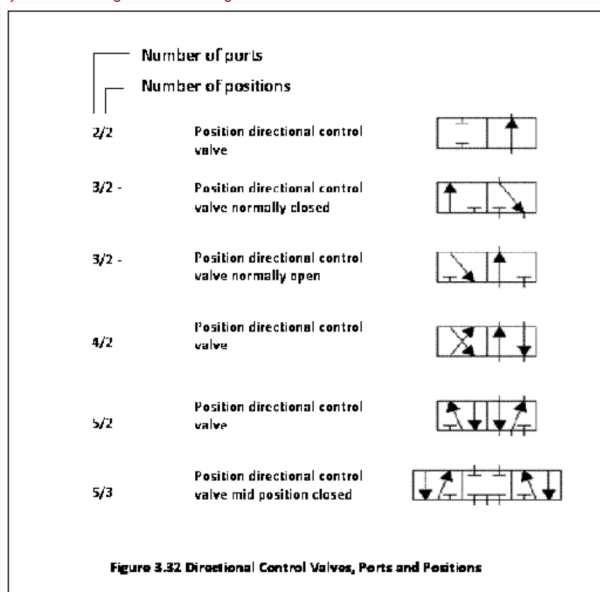 Number of ports
Number of positions
2/2 Position directional control
valve
3/2 - Position directional control
valve normally closed
3/2 - Position directional control
valve normally open
4/2 Position directional control
valve
5/2 Position directional control
valve
5/3 Position directional control
valve mid position closed
Figure 3.32 Directional Control Valves, Ports and Positions